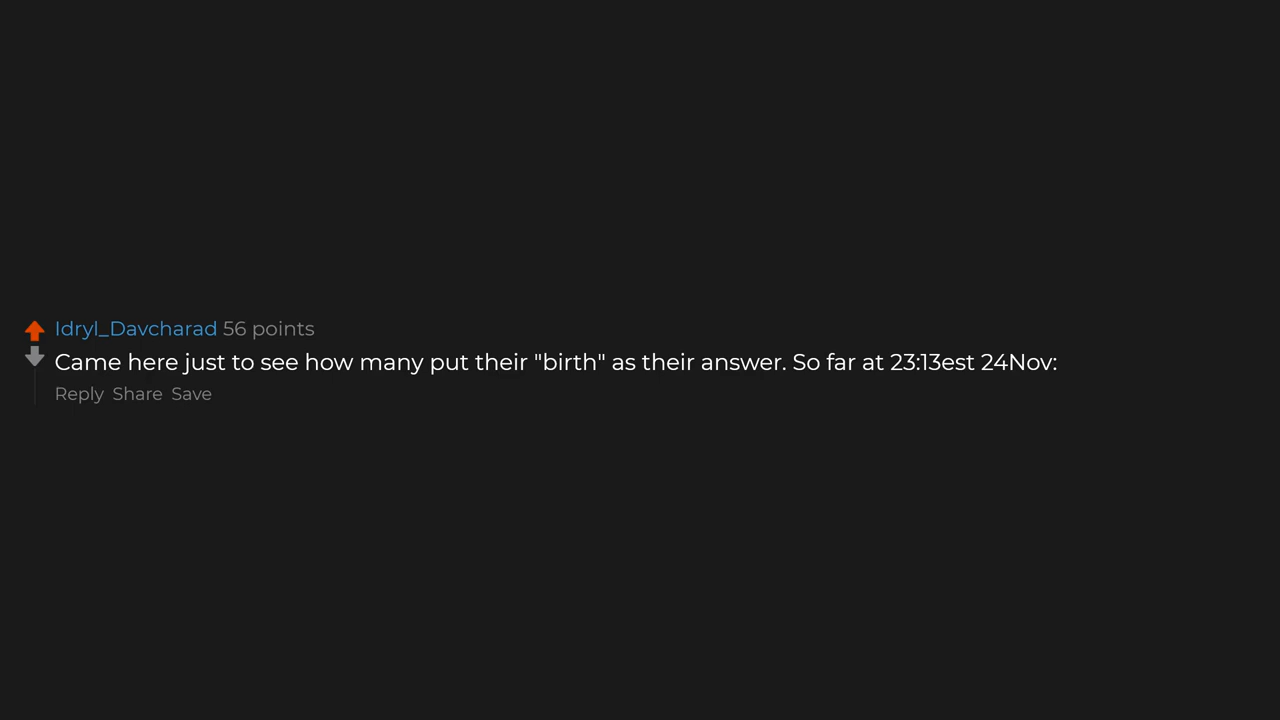 Idryl_Davcharad 56 points
Came here just to see how many put their "birth" as their answer. So far at 23:13est 24Nov:
Reply Share Save